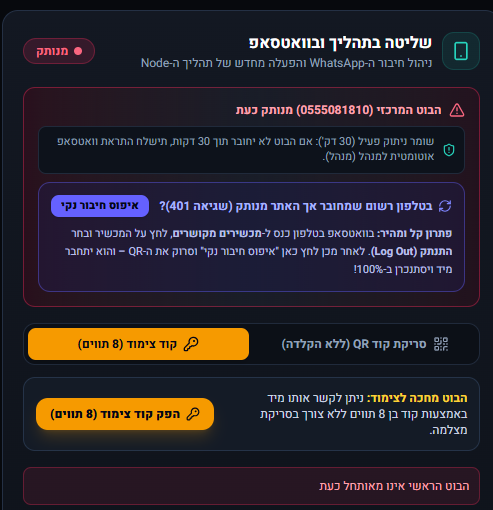 שליטה בתהליך ובוואטסאפ
מנותק
ניהול חיבור ה-WhatsApp והפעלה מחדש של תהליך ה-Node
הבוט המרכזי (0555081810) מנותק כעת
שומר ניתוק פעיל (30 דק'): אם הבוט לא יחובר תוך 30 דקות, תישלח התראת וואטסאפ
אוטומטית למנהל (מנהל).
בטלפון רשום שמחובר אך האתר מנותק (שגיאה 401)?
איפוס חיבור נקי
פתרון קל ומהיר: בוואטסאפ בטלפון כנס ל-מכשירים מקושרים, לחץ על המכשיר ובחר
התנתק (Log Out). לאחר מכן לחץ כאן "איפוס חיבור נקי" וסרוק את ה-QR – והוא יתחבר
מיד ויסתנכרן ב-100%!
סריקת קוד QR (ללא הקלדה)
קוד צימוד (8 תווים)
הבוט מחכה לצימוד: ניתן לקשר אותו מיד
באמצעות קוד בן 8 תווים ללא צורך בסריקת
מצלמה.
הפק קוד צימוד (8 תווים)
הבוט הראשי אינו מאותחל כעת